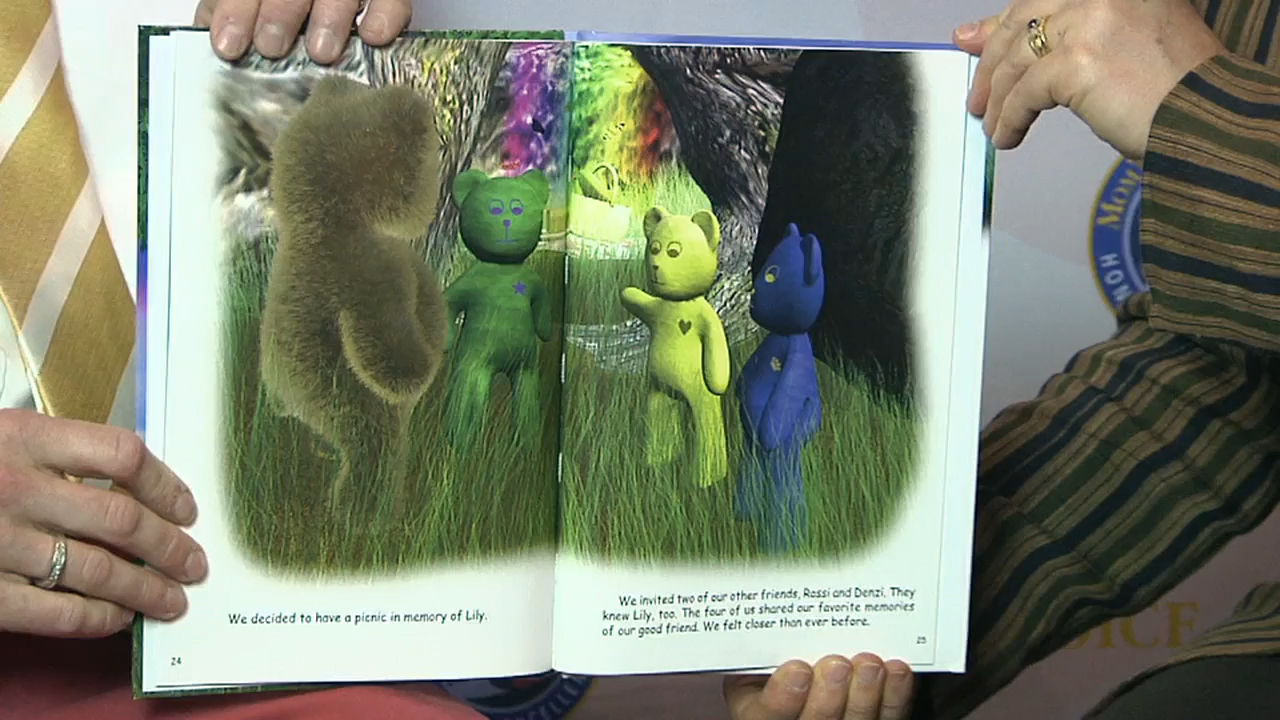 We decided to have a picnic in memory of Lily.
24
We invited two of our other friends, Rossi and Denzi. They
knew Lily, too. The four of us shared our favorite memories
of our good friend. We felt closer than ever before.
25